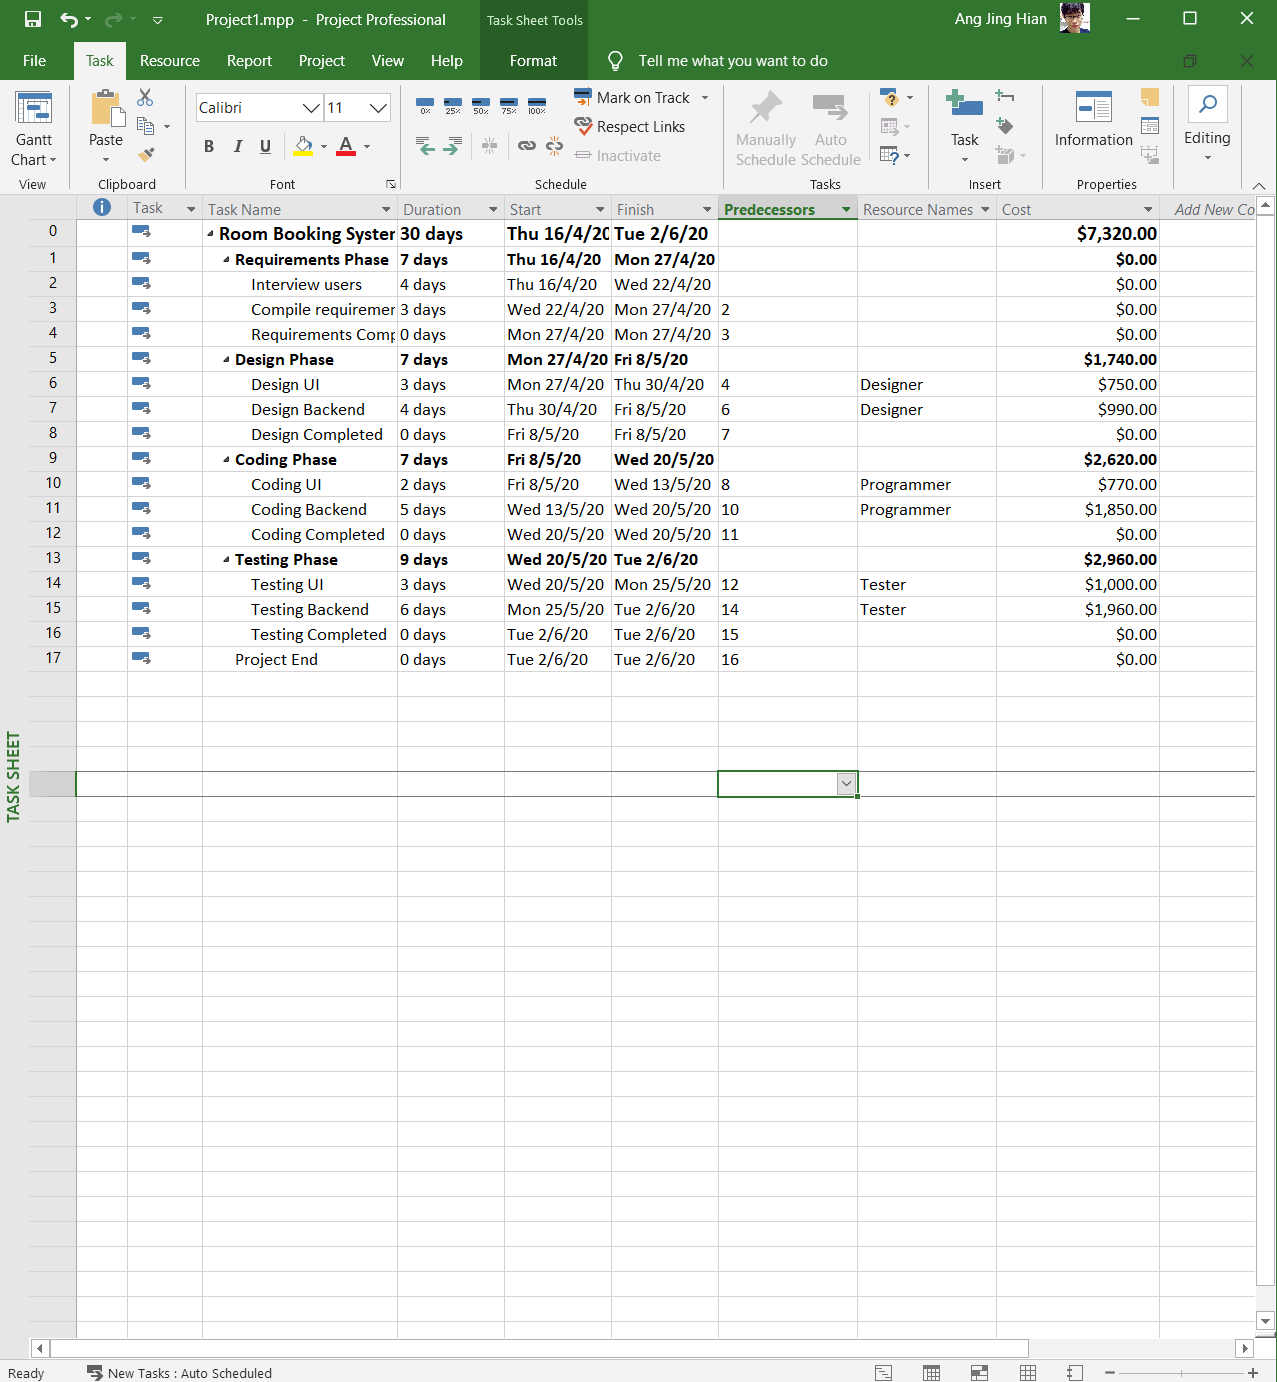 Project1.mpp - Project Professional
Task Sheet Tools
Ang Jing Hian
File Task Resource Report Project View Help Format Tell me what you want to do
Gantt Chart
View
Paste
Clipboard
Calibri 11
B I U A
Font
0% 25% 50% 75% 100%
Mark on Track
Respect Links
Inactivate
Schedule
Manually Schedule
Auto Schedule
Tasks
Task
Insert
Information
Properties
Editing
Task Task Name Duration Start Finish Predecessors Resource Names Cost Add New Co
0 Room Booking Syster 30 days Thu 16/4/20 Tue 2/6/20 $7,320.00
1 Requirements Phase 7 days Thu 16/4/20 Mon 27/4/20 $0.00
2 Interview users 4 days Thu 16/4/20 Wed 22/4/20 $0.00
3 Compile requiremer 3 days Wed 22/4/20 Mon 27/4/20 2 $0.00
4 Requirements Comp 0 days Mon 27/4/20 Mon 27/4/20 3 $0.00
5 Design Phase 7 days Mon 27/4/20 Fri 8/5/20 $1,740.00
6 Design UI 3 days Mon 27/4/20 Thu 30/4/20 4 Designer $750.00
7 Design Backend 4 days Thu 30/4/20 Fri 8/5/20 6 Designer $990.00
8 Design Completed 0 days Fri 8/5/20 Fri 8/5/20 7 $0.00
9 Coding Phase 7 days Fri 8/5/20 Wed 20/5/20 $2,620.00
10 Coding UI 2 days Fri 8/5/20 Wed 13/5/20 8 Programmer $770.00
11 Coding Backend 5 days Wed 13/5/20 Wed 20/5/20 10 Programmer $1,850.00
12 Coding Completed 0 days Wed 20/5/20 Wed 20/5/20 11 $0.00
13 Testing Phase 9 days Wed 20/5/20 Tue 2/6/20 $2,960.00
14 Testing UI 3 days Wed 20/5/20 Mon 25/5/20 12 Tester $1,000.00
15 Testing Backend 6 days Mon 25/5/20 Tue 2/6/20 14 Tester $1,960.00
16 Testing Completed 0 days Tue 2/6/20 Tue 2/6/20 15 $0.00
17 Project End 0 days Tue 2/6/20 Tue 2/6/20 16 $0.00
TASK SHEET
Ready New Tasks : Auto Scheduled